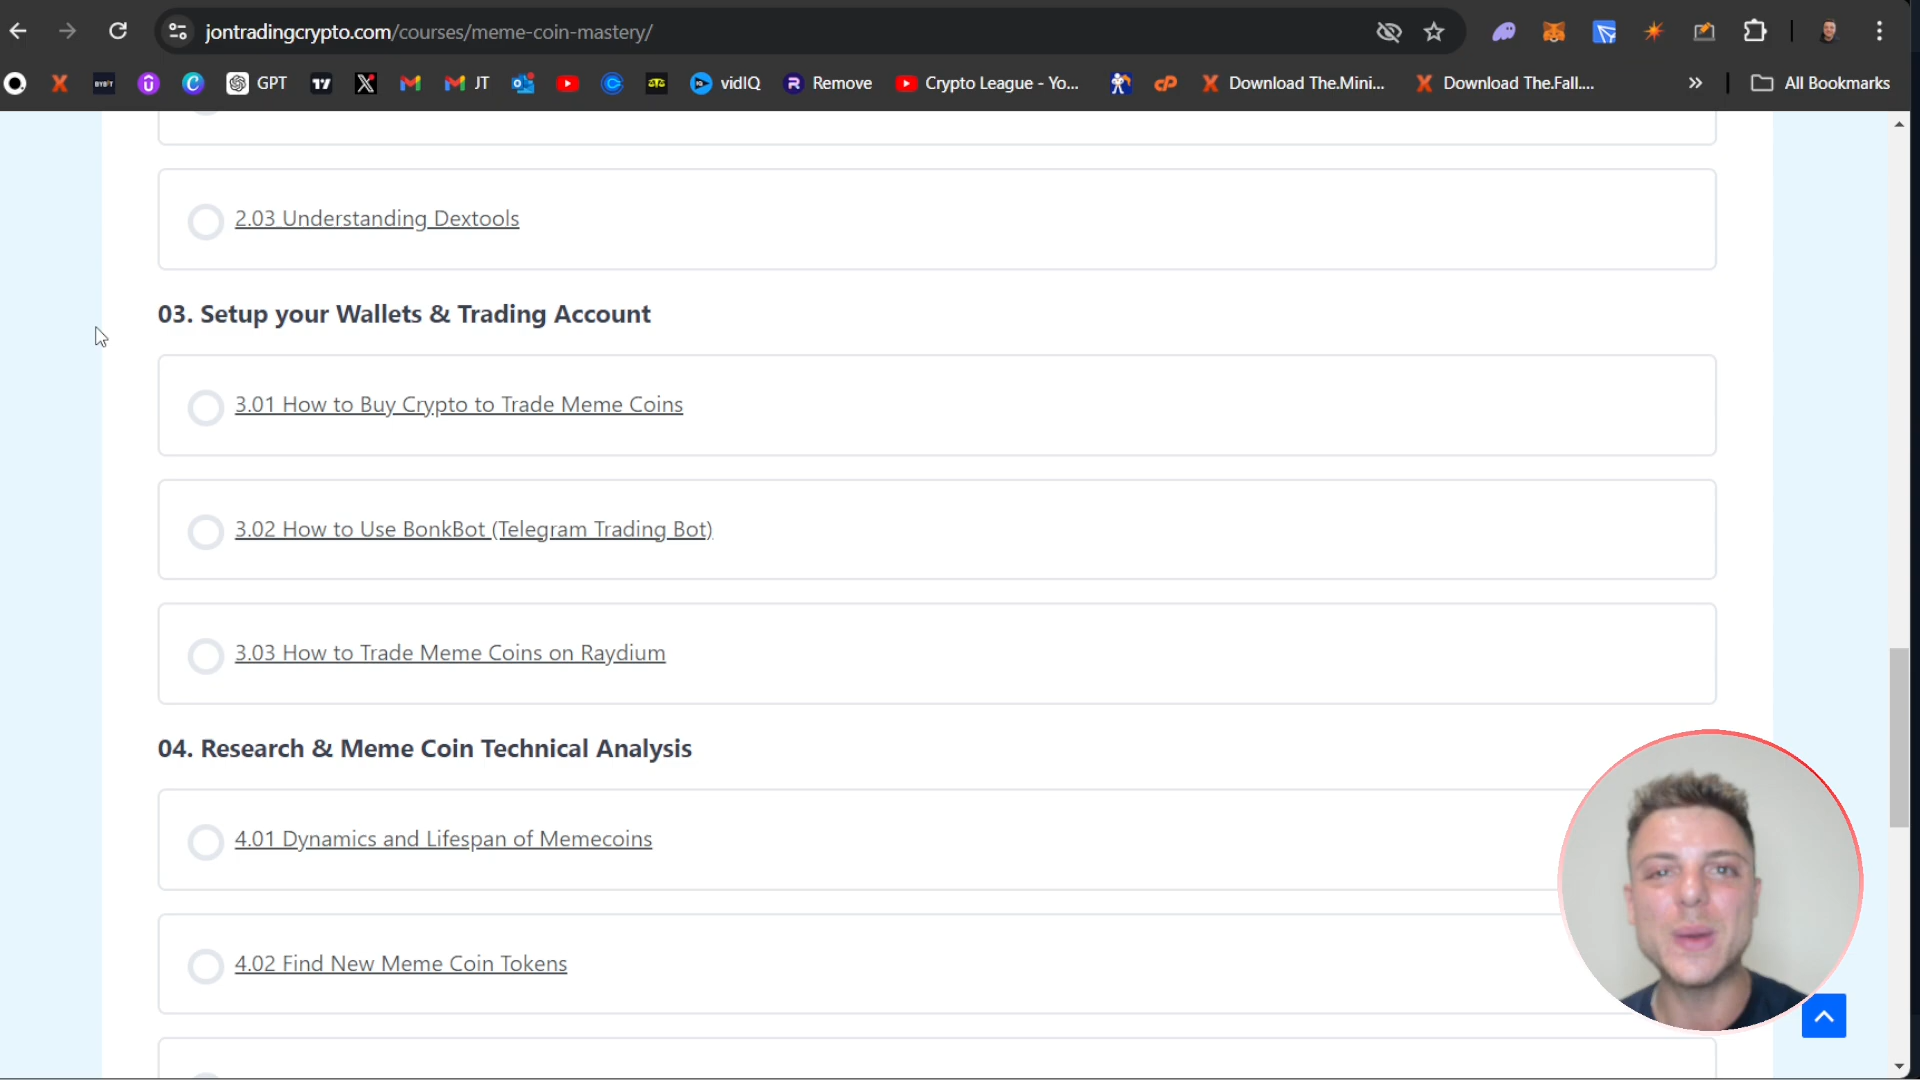 jontradingcrypto.com/courses/meme-coin-mastery/
GPT
JT
vidIQ
Remove
Crypto League - Yo...
Download The.Mini...
Download The.Fall....
All Bookmarks
2.03 Understanding Dextools
03. Setup your Wallets & Trading Account
3.01 How to Buy Crypto to Trade Meme Coins
3.02 How to Use BonkBot (Telegram Trading Bot)
3.03 How to Trade Meme Coins on Raydium
04. Research & Meme Coin Technical Analysis
4.01 Dynamics and Lifespan of Memecoins
4.02 Find New Meme Coin Tokens